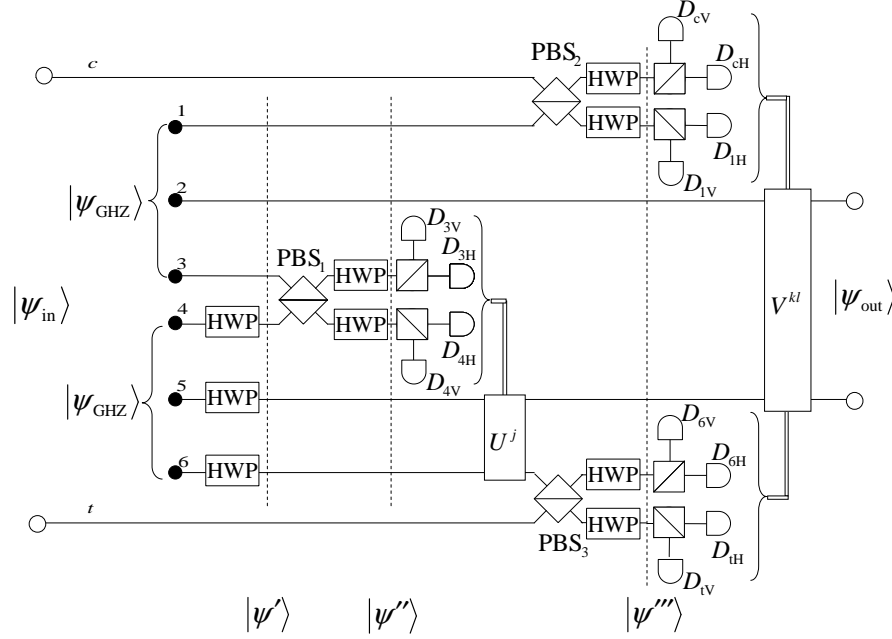 D_cV
c
PBS_2
HWP
D_cH
1
HWP
D_1H
D_1V
|ψ_GHZ⟩
2
D_3V
3
PBS_1
HWP
D_3H
|ψ_in⟩
4
HWP
HWP
D_4H
V^kl
|ψ_out⟩
D_4V
|ψ_GHZ⟩
5
HWP
U^j
D_6V
6
HWP
HWP
D_6H
t
PBS_3
HWP
D_tH
D_tV
|ψ'⟩
|ψ''⟩
|ψ'''⟩